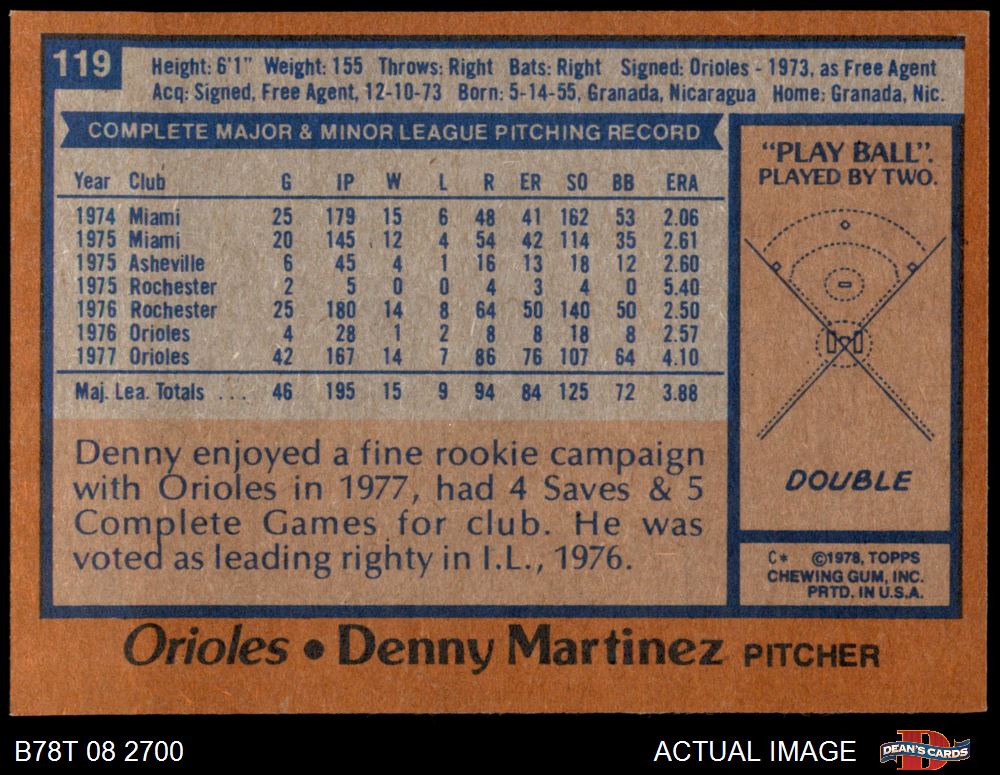 119
Height: 6'1" Weight: 155 Throws: Right Bats: Right Signed: Orioles - 1973, as Free Agent
Acq: Signed, Free Agent, 12-10-73 Born: 5-14-55, Granada, Nicaragua Home: Granada, Nic.
COMPLETE MAJOR & MINOR LEAGUE PITCHING RECORD
Year Club G IP W L R ER SO BB ERA
1974 Miami 25 179 15 6 48 41 162 53 2.06
1975 Miami 20 145 12 4 54 42 114 35 2.61
1975 Asheville 6 45 4 1 16 13 18 12 2.60
1975 Rochester 2 5 0 0 4 3 4 0 5.40
1976 Rochester 25 180 14 8 64 50 140 50 2.50
1976 Orioles 4 28 1 2 8 8 18 8 2.57
1977 Orioles 42 167 14 7 86 76 107 64 4.10
Maj. Lea. Totals ... 46 195 15 9 94 84 125 72 3.88
Denny enjoyed a fine rookie campaign
with Orioles in 1977, had 4 Saves & 5
Complete Games for club. He was
voted as leading righty in I.L., 1976.
"PLAY BALL".
PLAYED BY TWO.
DOUBLE
C* ©1978, TOPPS
CHEWING GUM, INC.
PRTD. IN U.S.A.
Orioles • Denny Martinez PITCHER
B78T 08 2700
ACTUAL IMAGE
D
DEAN'S CARDS